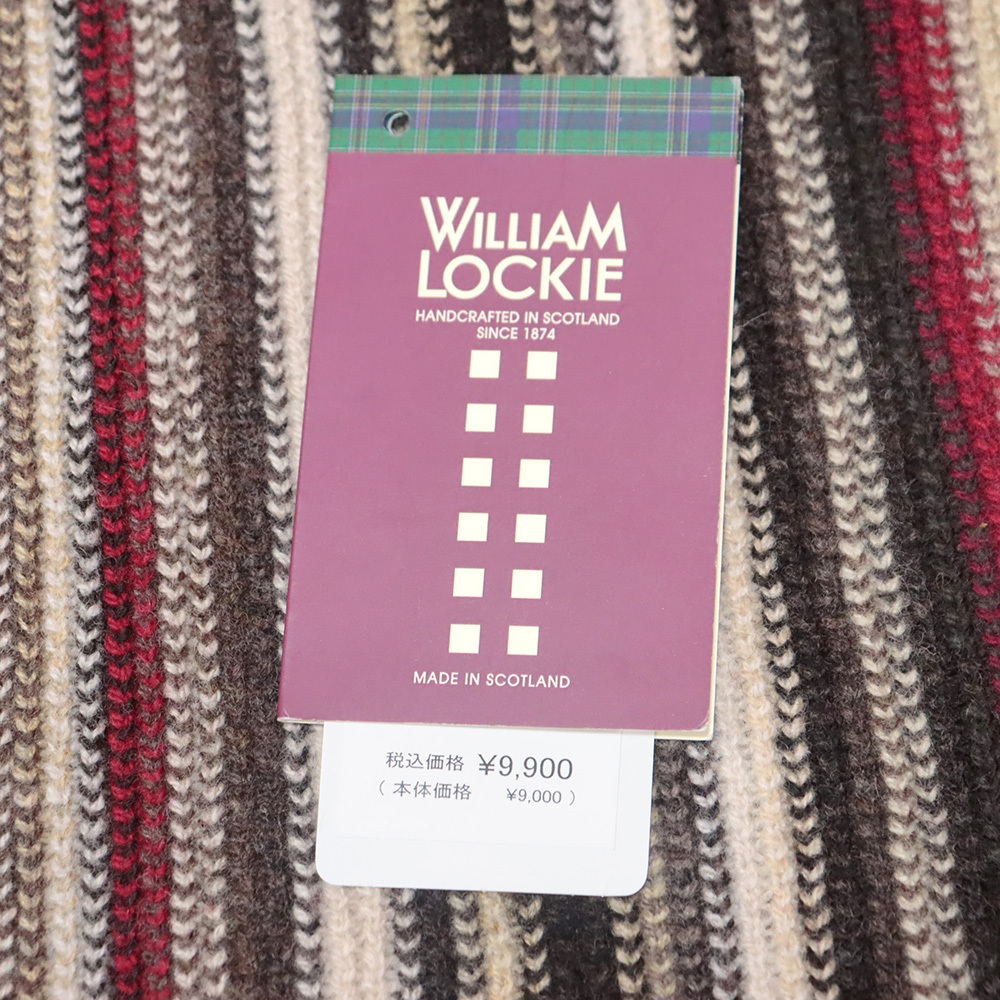 WILLIAM
LOCKIE
HANDCRAFTED IN SCOTLAND
SINCE 1874
MADE IN SCOTLAND
税込価格 ¥9,900
（本体価格 ¥9,000）